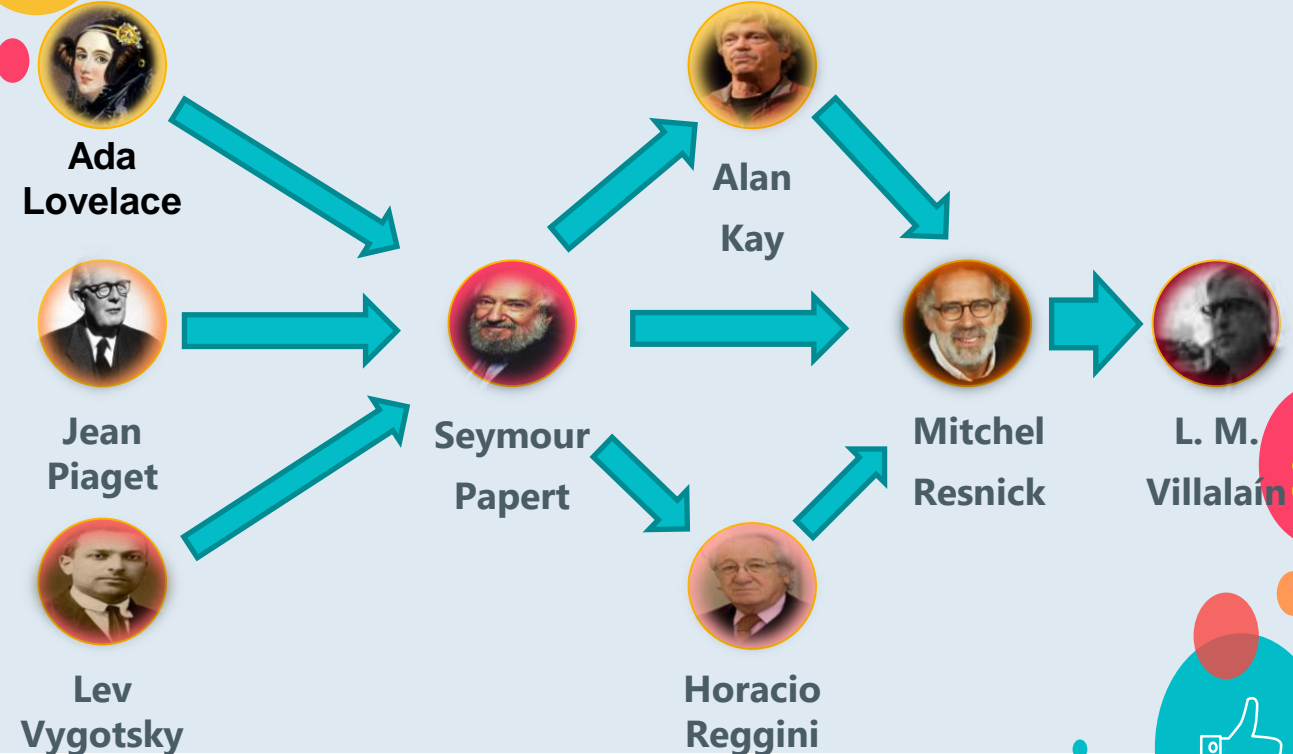 Ada
Lovelace
Jean
Piaget
Lev
Vygotsky
Seymour
Papert
Alan
Kay
Horacio
Reggini
Mitchel
Resnick
L. M.
Villalaín